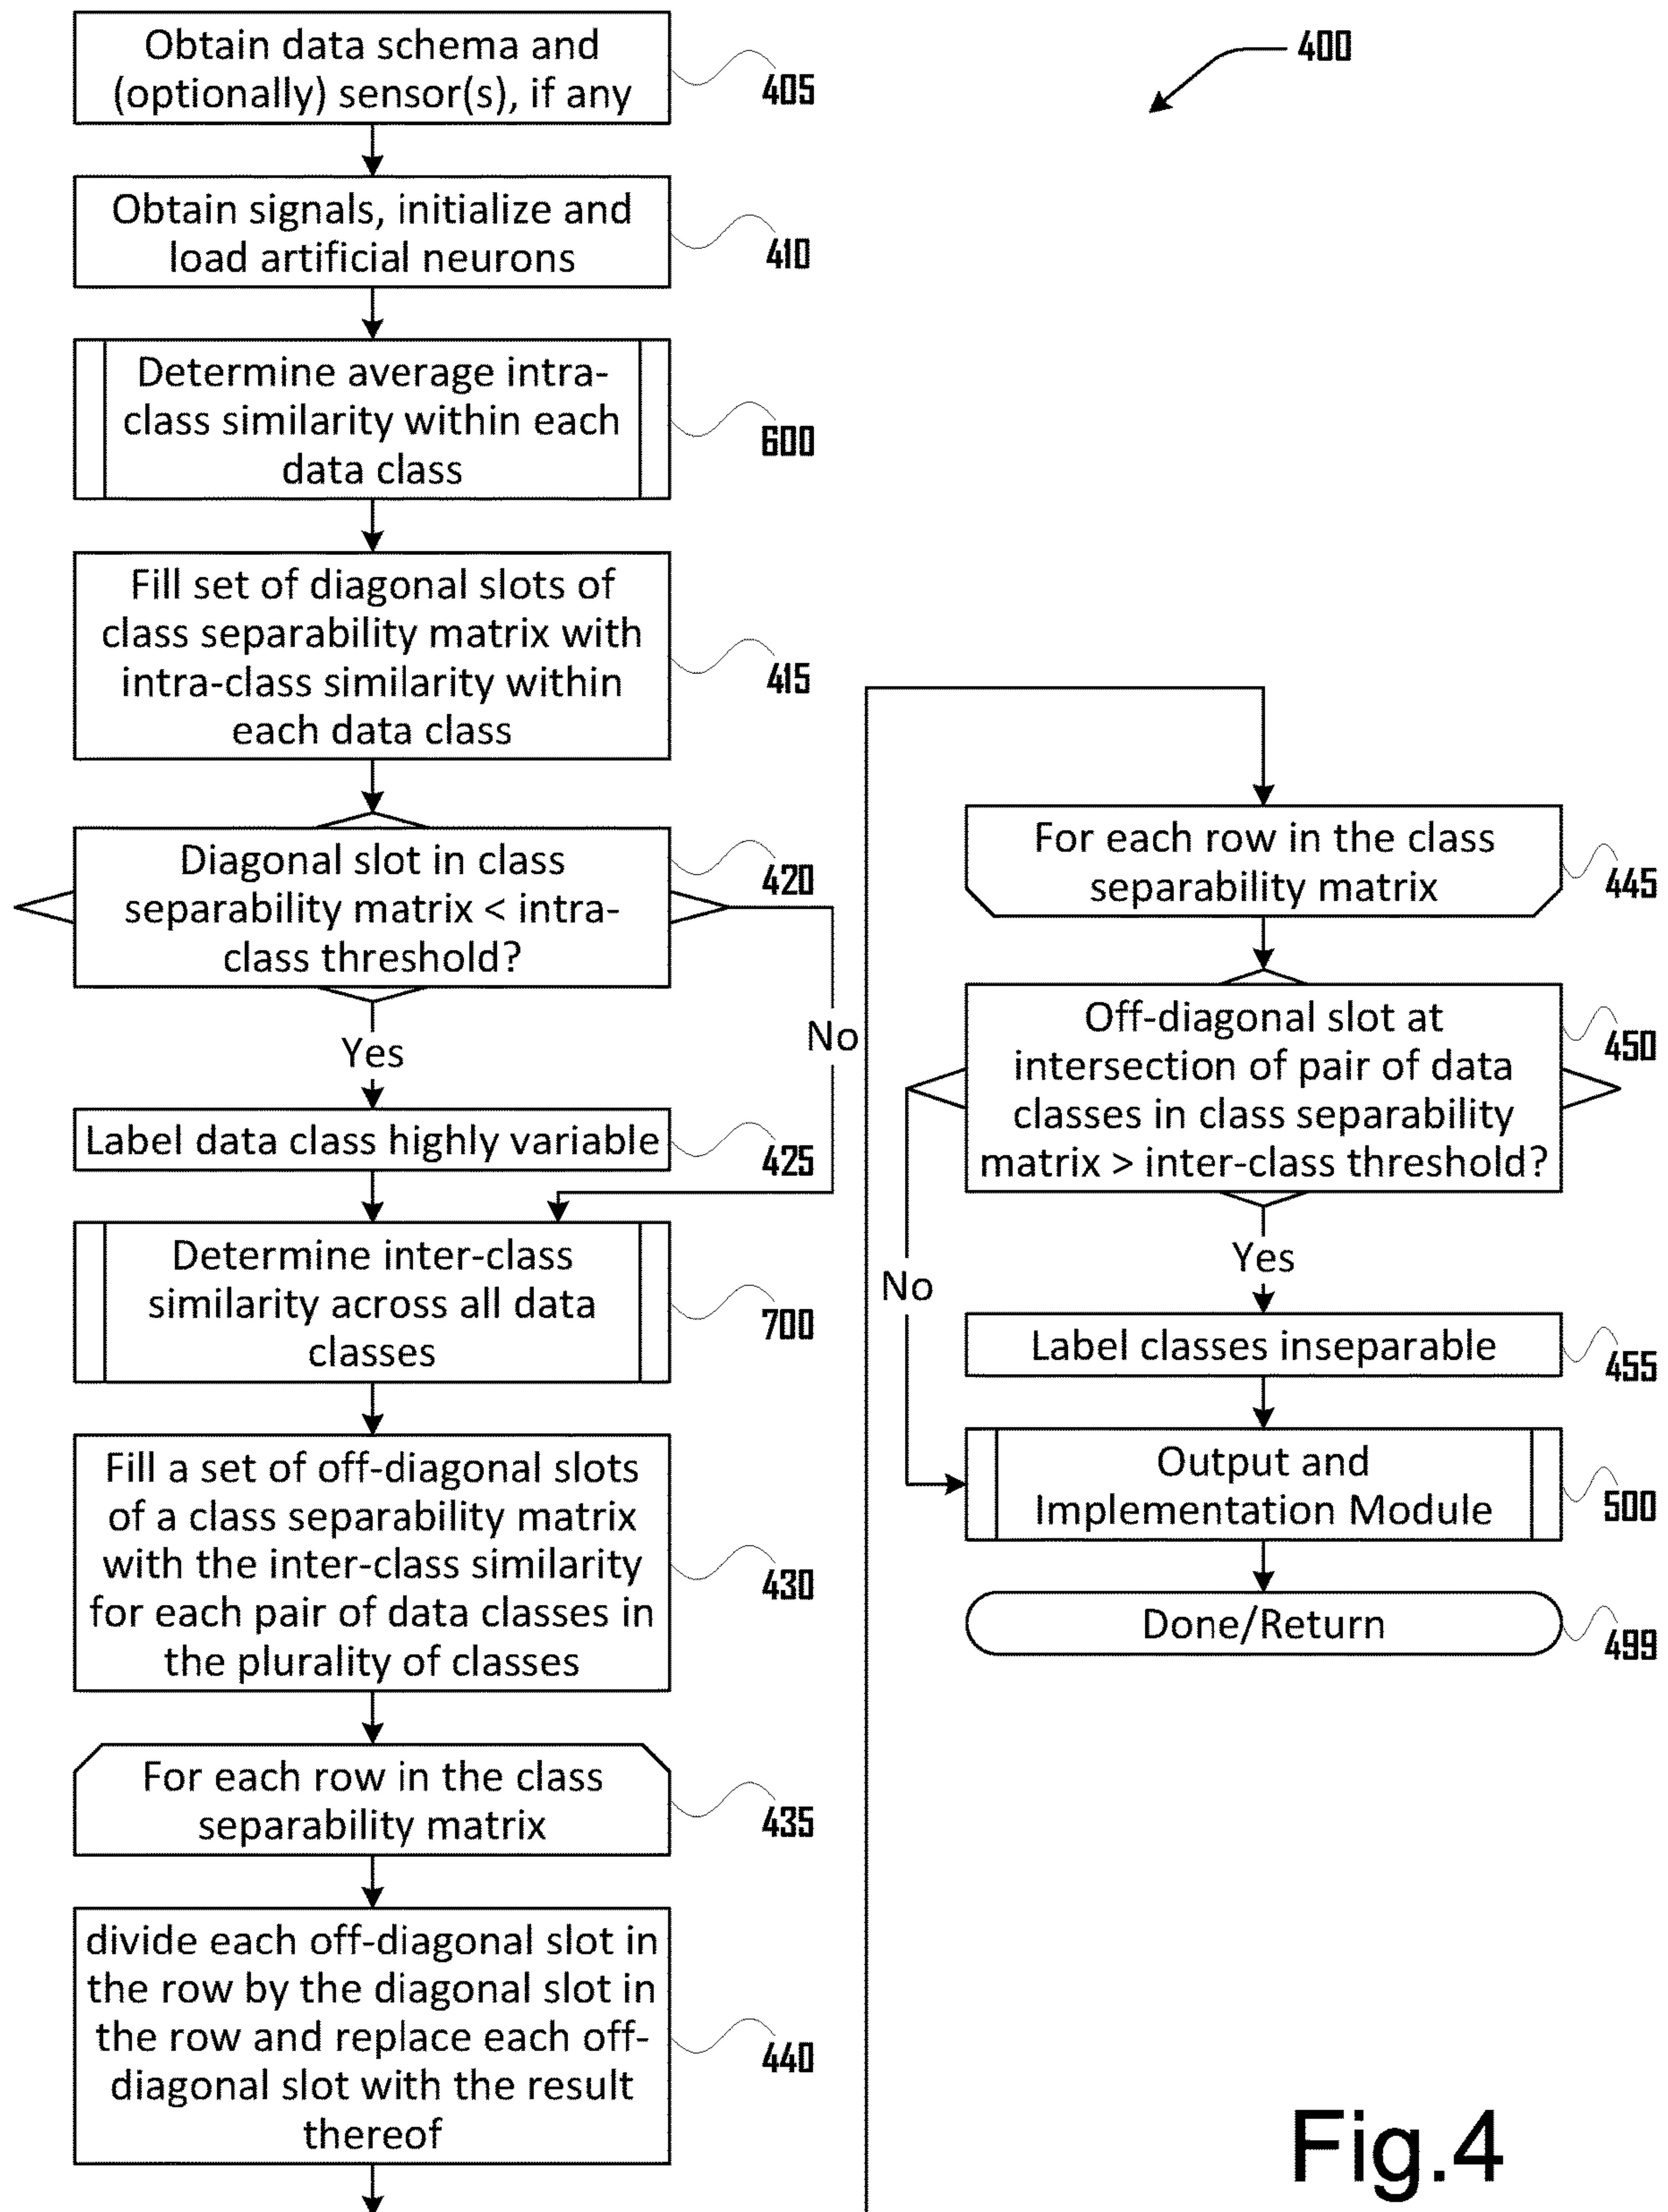 Obtain data schema and
(optionally) sensor(s), if any
405
Obtain signals, initialize and
load artificial neurons
410
Determine average intra-
class similarity within each
data class
600
Fill set of diagonal slots of
class separability matrix with
intra-class similarity within
each data class
415
Diagonal slot in class
separability matrix < intra-
class threshold?
420
No
Yes
Label data class highly variable
425
Determine inter-class
similarity across all data
classes
700
Fill a set of off-diagonal slots
of a class separability matrix
with the inter-class similarity
for each pair of data classes in
the plurality of classes
430
For each row in the class
separability matrix
435
divide each off-diagonal slot in
the row by the diagonal slot in
the row and replace each off-
diagonal slot with the result
thereof
440
400
For each row in the class
separability matrix
445
Off-diagonal slot at
intersection of pair of data
classes in class separability
matrix > inter-class threshold?
450
Yes
No
Label classes inseparable
455
Output and
Implementation Module
500
Done/Return
499
Fig.4